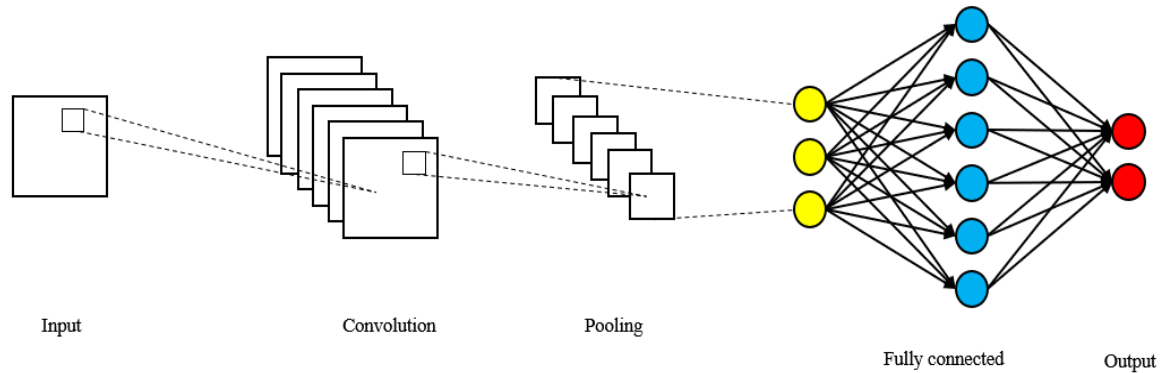 Input
Convolution
Pooling
Fully connected
Output